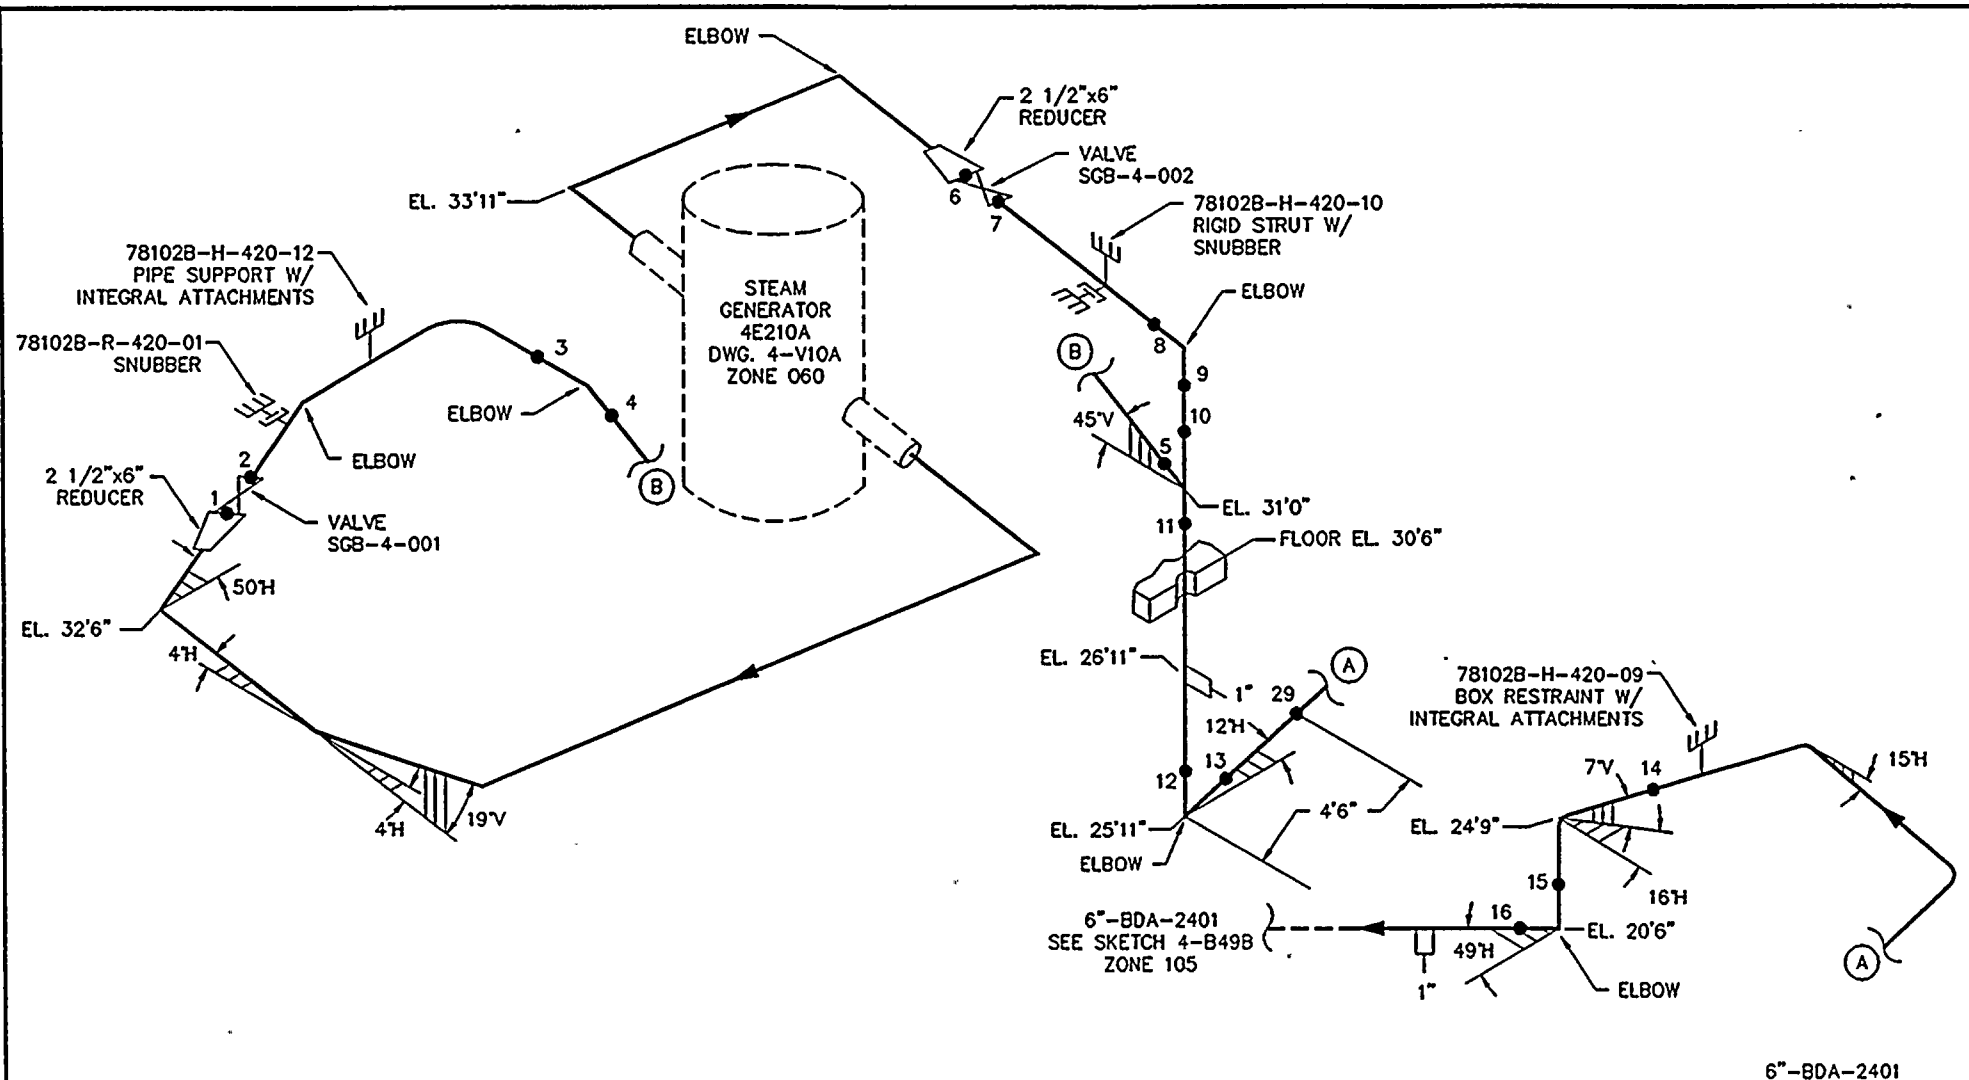 ELBOW
2 1/2"x6"
REDUCER
VALVE
SGB-4-002
6
7
EL. 33'11"
78102B-H-420-10
RIGID STRUT W/
SNUBBER
78102B-H-420-12
PIPE SUPPORT W/
INTEGRAL ATTACHMENTS
STEAM
GENERATOR
4E210A
DWG. 4-V10A
ZONE 060
ELBOW
78102B-R-420-01
SNUBBER
3
8
B
9
ELBOW
4
45°V
10
ELBOW
5
2
2 1/2"x6"
REDUCER
1
B
VALVE
SGB-4-001
EL. 31'0"
11
FLOOR EL. 30'6"
50°H
EL. 32'6"
4°H
EL. 26'11"
1"
29
A
12°H
13
12
78102B-H-420-09
BOX RESTRAINT W/
INTEGRAL ATTACHMENTS
15°H
7°V
14
4°H
19°V
4'6"
EL. 25'11"
ELBOW
EL. 24'9"
15
16°H
6"-BDA-2401
SEE SKETCH 4-B49B
ZONE 105
16
EL. 20'6"
49°H
1"
ELBOW
A
6"-BDA-2401